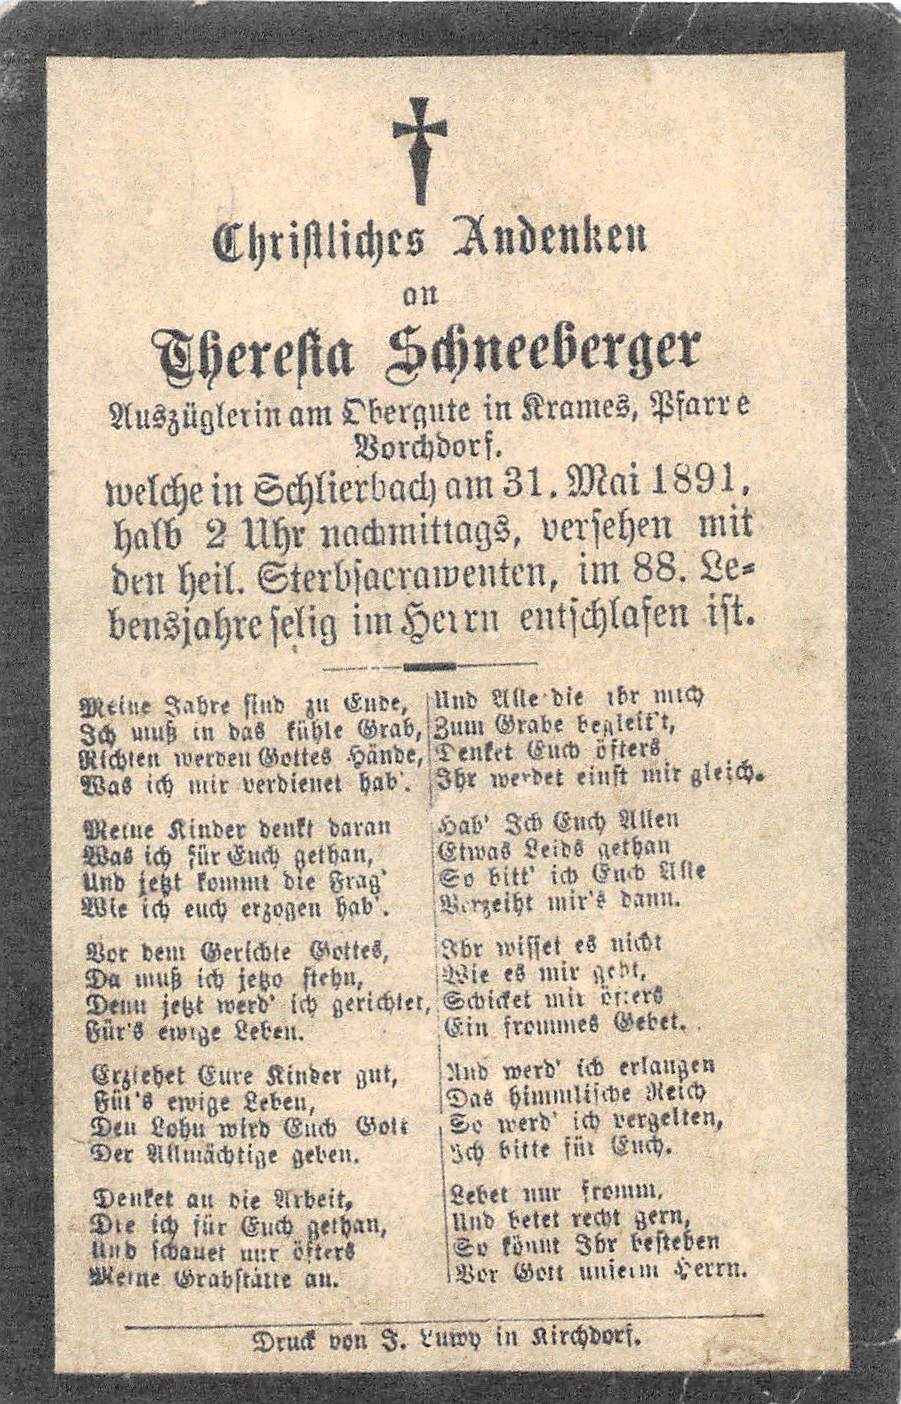 Christliches Andenken
an
Theresia Schneeberger
Auszüglerin am Obergute in Krames, Pfarre
Vorchdorf.
welche in Schlierbach am 31. Mai 1891,
halb 2 Uhr nachmittags, versehen mit
den heil. Sterbsacrawenten, im 88. Le-
bensjahre selig im Herrn entschlafen ist.
Meine Jahre sind zu Ende,
Ich muß in das kühle Grab,
Richten werden Gottes Hände,
Was ich mir verdienet hab'.
Meine Kinder denkt daran
Was ich für Euch gethan,
Und jetzt kommt die Frag'
Wie ich euch erzogen hab'.
Vor dem Gerichte Gottes,
Da muß ich jetzo stehn,
Denn jetzt werd' ich gerichtet,
Für's ewige Leben.
Erziehet Eure Kinder gut,
Für's ewige Leben,
Den Lohn wird Euch Gott
Der Allmächtige geben.
Denket an die Arbeit,
Die ich für Euch gethan,
Und schauet nur öfters
Meine Grabstätte an.
Und Alle die ihr mich
Zum Grabe begleit't,
Denket Euch öfters
Ihr werdet einst mir gleich.
Hab' Ich Euch Allen
Etwas Leids gethan
So bitt' ich Euch Alle
Verzeiht mir's dann.
Ihr wisset es nicht
Wie es mir geht,
Schicket mir öfters
Ein frommes Gebet.
Und werd' ich erlangen
Das himmlische Reich
So werd' ich vergelten,
Ich bitte für Euch.
Lebet nur fromm,
Und betet recht gern,
So könnt Ihr bestehen
Vor Gott unserm Herrn.
Druck von J. Luwy in Kirchdorf.